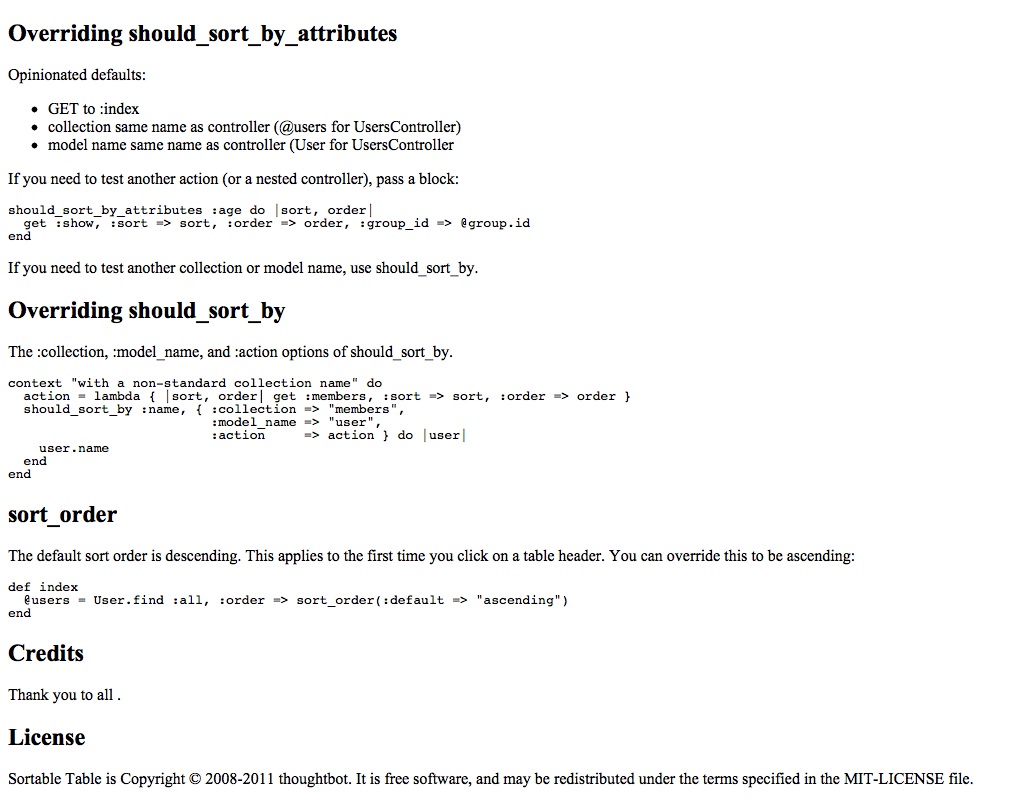 Overriding should_sort_by_attributes
Opinionated defaults:
• GET to :index
• collection same name as controller (@users for UsersController)
• model name same name as controller (User for UsersController
If you need to test another action (or a nested controller), pass a block:
should_sort_by_attributes :age do |sort, order|
  get :show, :sort => sort, :order => order, :group_id => @group.id
end
If you need to test another collection or model name, use should_sort_by.
Overriding should_sort_by
The :collection, :model_name, and :action options of should_sort_by.
context "with a non-standard collection name" do
  action = lambda { |sort, order| get :members, :sort => sort, :order => order }
  should_sort_by :name, { :collection => "members",
                          :model_name => "user",
                          :action     => action } do |user|
    user.name
  end
end
sort_order
The default sort order is descending. This applies to the first time you click on a table header. You can override this to be ascending:
def index
  @users = User.find :all, :order => sort_order(:default => "ascending")
end
Credits
Thank you to all .
License
Sortable Table is Copyright © 2008-2011 thoughtbot. It is free software, and may be redistributed under the terms specified in the MIT-LICENSE file.